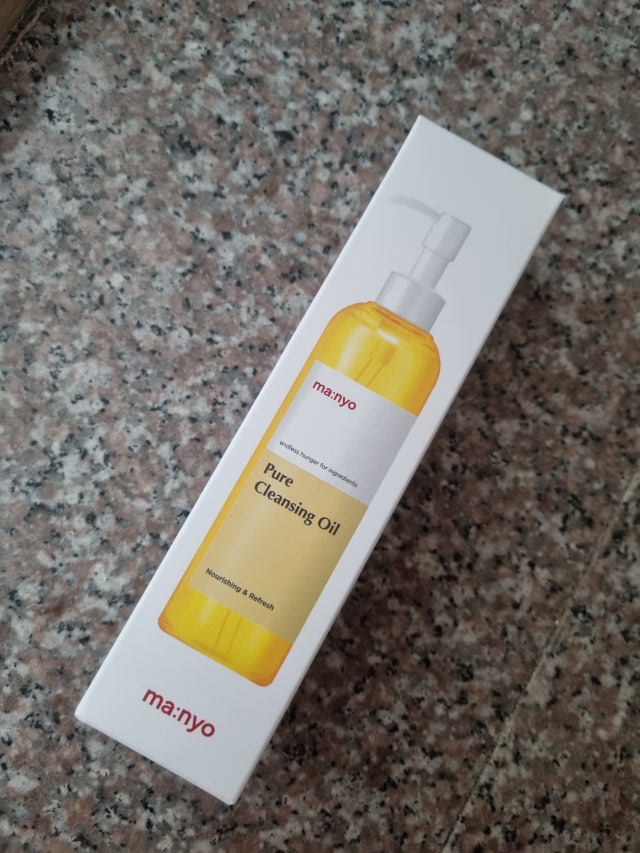 ma:nyo
endless hunger for ingredients
Pure
Cleansing Oil
Nourishing & Refresh
ma:nyo